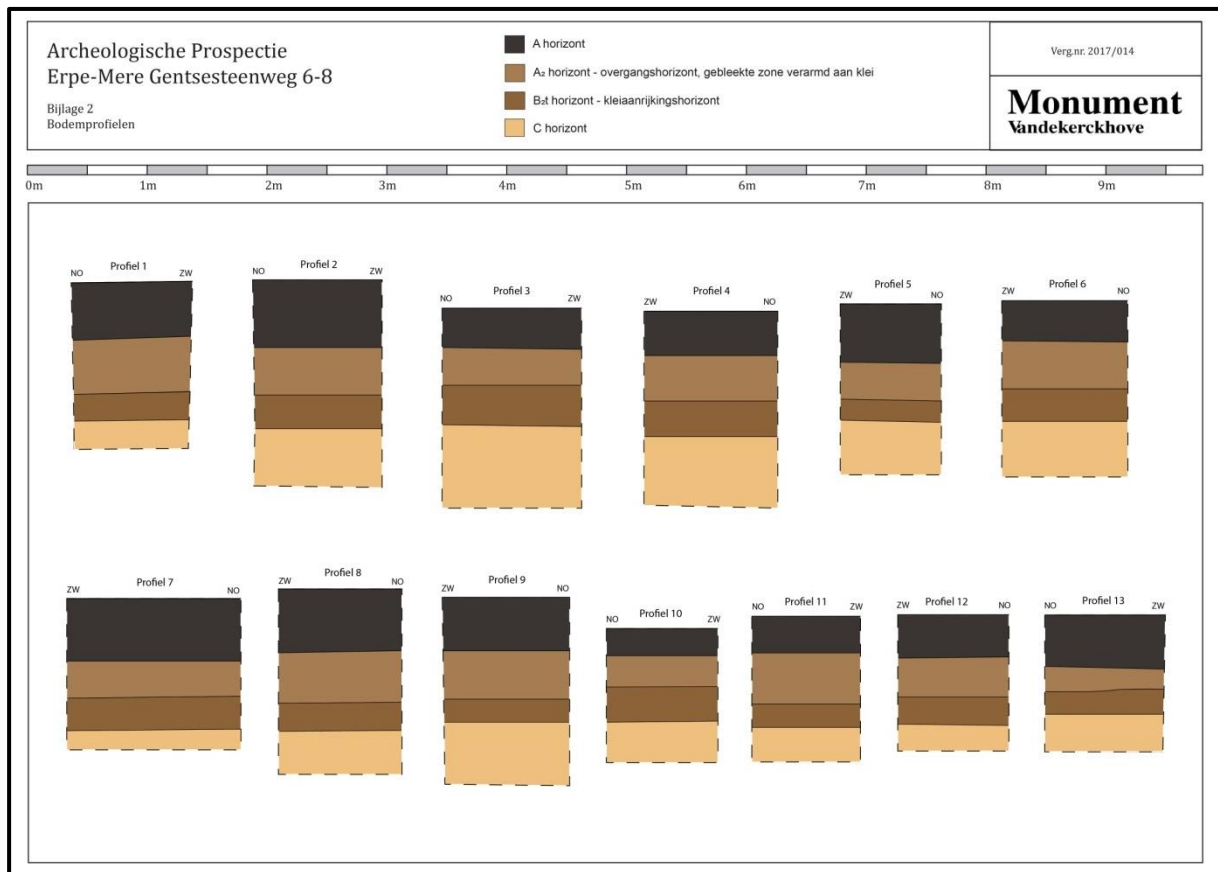 Archeologische Prospectie
Erpe-Mere Gentsesteenweg 6-8
Bijlage 2
Bodemprofielen
A horizont
A₂ horizont - overgangshorizont, gebleekte zone verarmd aan klei
B₂t horizont - kleiaanrijkingshorizont
C horizont
Verg.nr. 2017/014
Monument
Vandekerckhove
0m 1m 2m 3m 4m 5m 6m 7m 8m 9m
Profiel 1
NO ZW
Profiel 2
NO ZW
Profiel 3
NO ZW
Profiel 4
ZW NO
Profiel 5
ZW NO
Profiel 6
ZW NO
Profiel 7
ZW NO
Profiel 8
ZW NO
Profiel 9
ZW NO
Profiel 10
NO ZW
Profiel 11
NO ZW
Profiel 12
ZW NO
Profiel 13
NO ZW